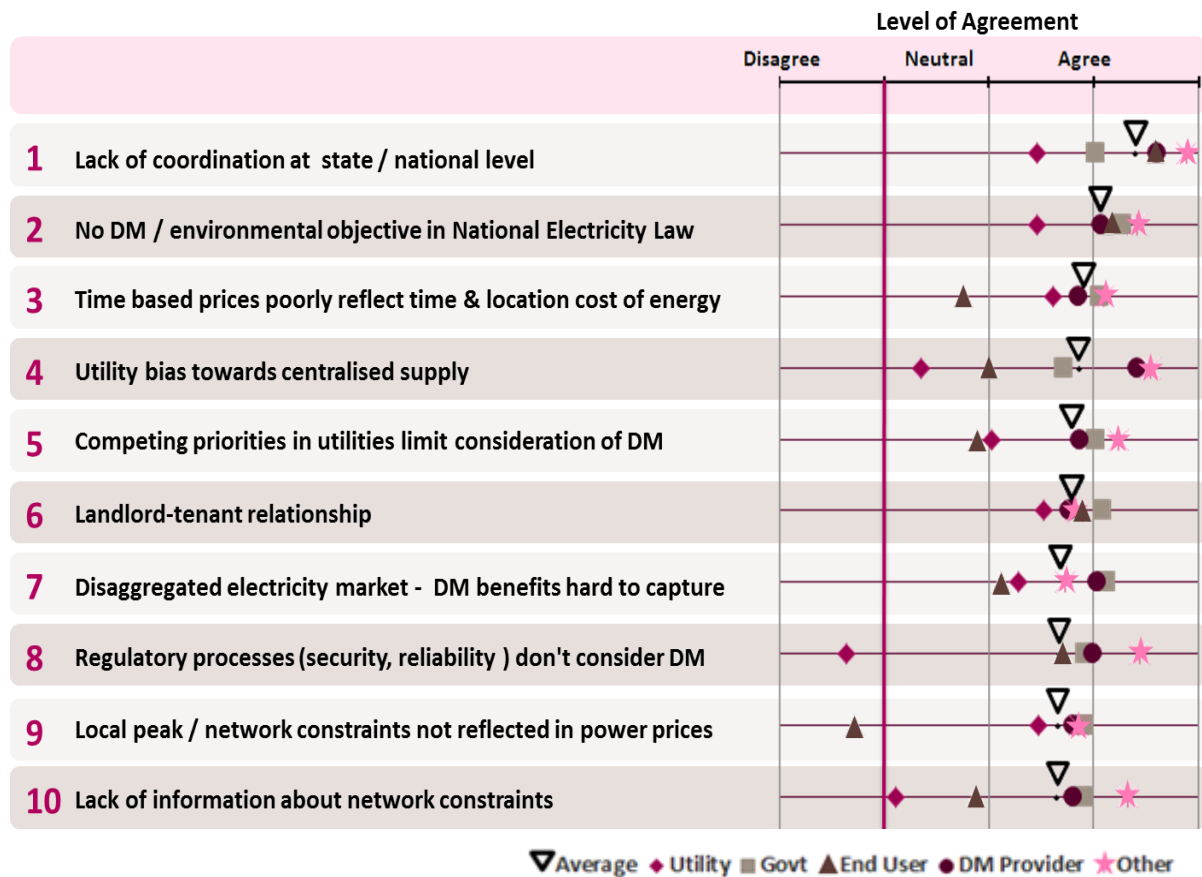 Level of Agreement
Disagree Neutral Agree
1 Lack of coordination at state / national level
2 No DM / environmental objective in National Electricity Law
3 Time based prices poorly reflect time & location cost of energy
4 Utility bias towards centralised supply
5 Competing priorities in utilities limit consideration of DM
6 Landlord-tenant relationship
7 Disaggregated electricity market - DM benefits hard to capture
8 Regulatory processes (security, reliability ) don't consider DM
9 Local peak / network constraints not reflected in power prices
10 Lack of information about network constraints
Average Utility Govt End User DM Provider Other